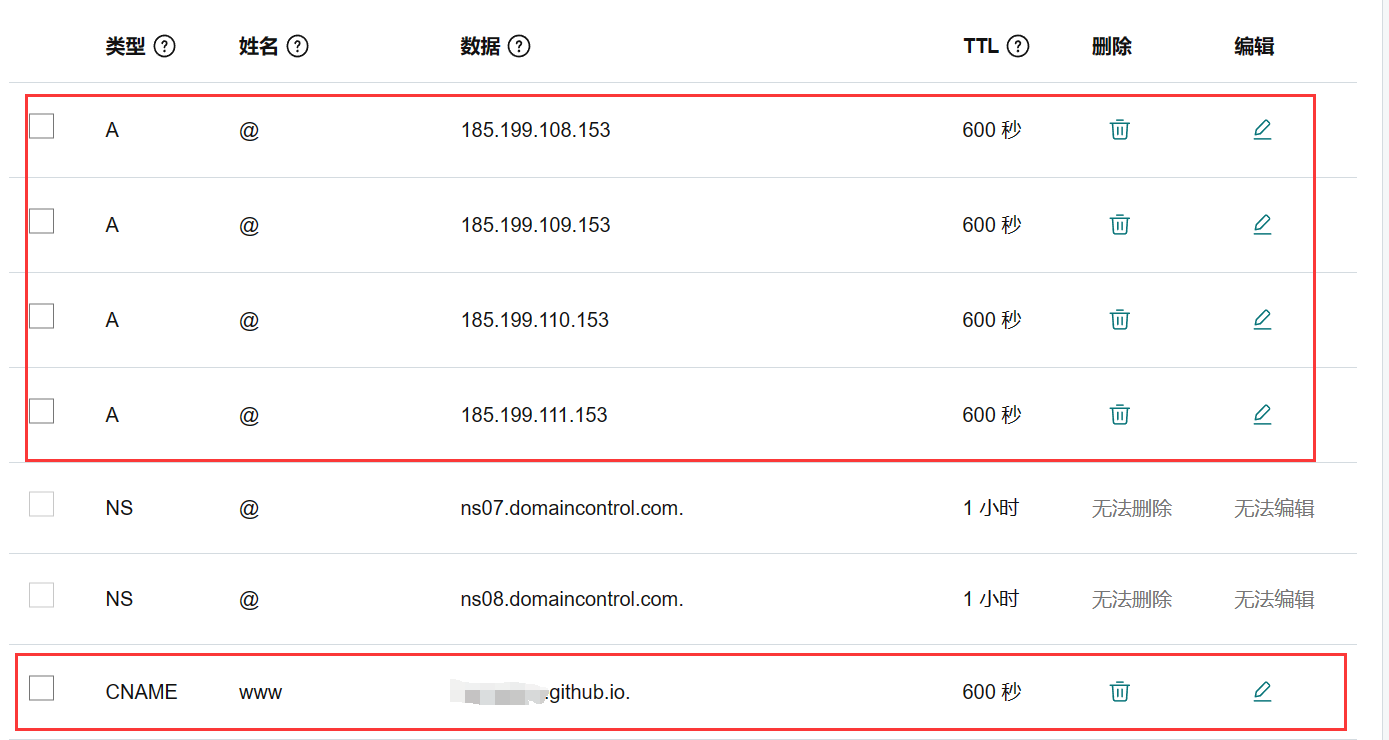 类型 ? 姓名 ? 数据 ? TTL ? 删除 编辑
A @ 185.199.108.153 600 秒
A @ 185.199.109.153 600 秒
A @ 185.199.110.153 600 秒
A @ 185.199.111.153 600 秒
NS @ ns07.domaincontrol.com. 1 小时 无法删除 无法编辑
NS @ ns08.domaincontrol.com. 1 小时 无法删除 无法编辑
CNAME www .github.io. 600 秒